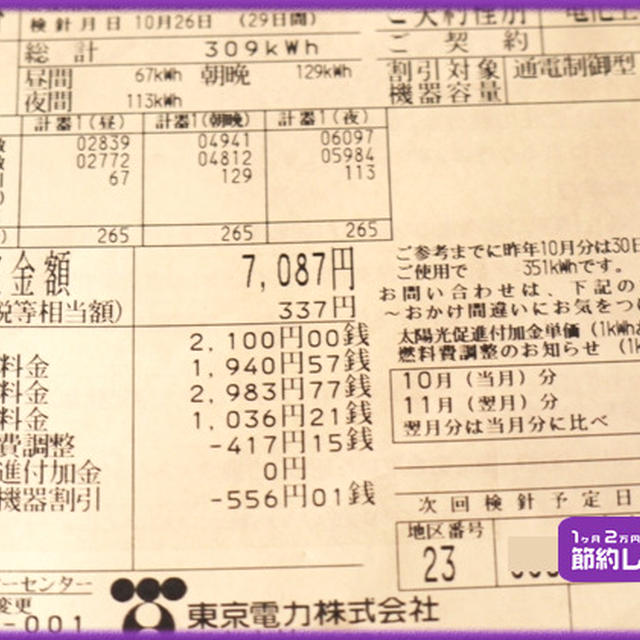 検針月日 10月26日 (29日間)
総計 309kWh
昼間 67kWh 朝晩 129kWh
夜間 113kWh
ご契約
割引対象 通電制御型
機器容量
計器1(昼) 計器1(朝晩) 計器1(夜)
02839 04941 06097
02772 04812 05984
67 129 113
265 265 265
金額 7,087円
税等相当額) 337円
2,100円00銭
料金 1,940円57銭
料金 2,983円77銭
料金 1,036円21銭
費調整 -417円15銭
進付加金 0円
機器割引 -556円01銭
ご参考までに昨年10月分は30日
ご使用で 351kWhです。
お問い合わせは、下記の
～おかけ間違いにお気をつけ
太陽光促進付加金単価 (1kWh
燃料費調整のお知らせ (1k
10月 (当月) 分
11月 (翌月) 分
翌月分は当月分に比べ
次回検針予定日
地区番号
23
ーセンター
変更
-001
東京電力株式会社
1ヶ月2万円
節約し